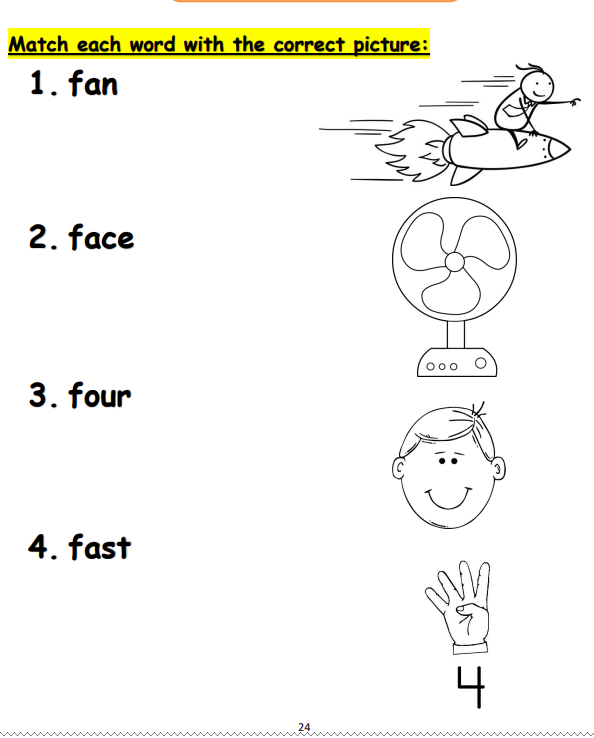 Match each word with the correct picture:
1. fan
2. face
3. four
4. fast
4
24